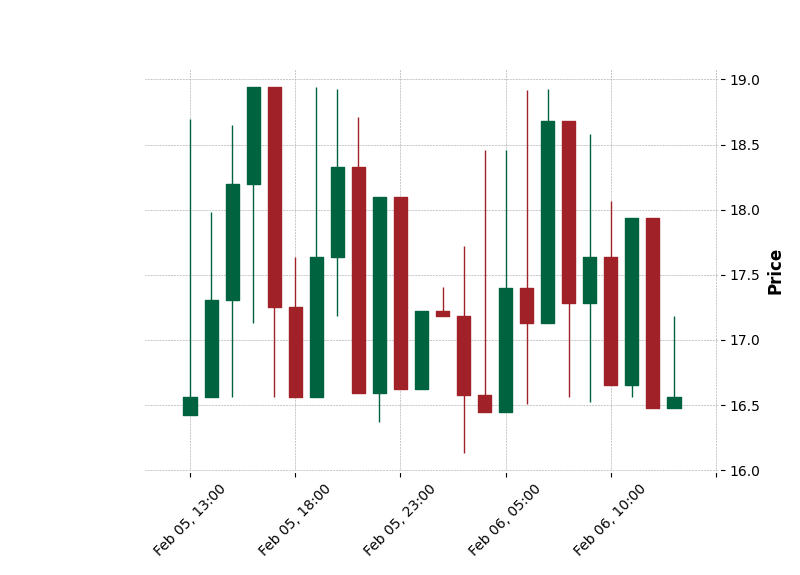 19.0
18.5
18.0
17.5
17.0
16.5
16.0
Price
Feb 05, 13:00
Feb 05, 18:00
Feb 05, 23:00
Feb 06, 05:00
Feb 06, 10:00